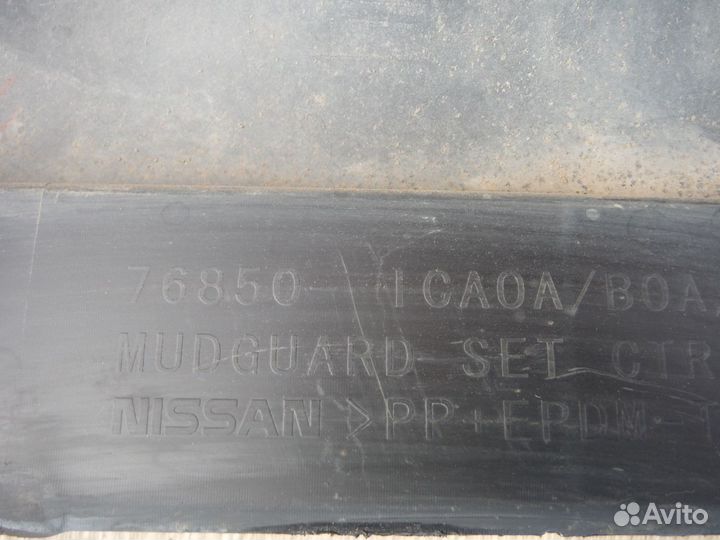 76850 1CA0A/B0A
MUDGUARD SET CTR
NISSAN >PP+EPDM-T
Avito